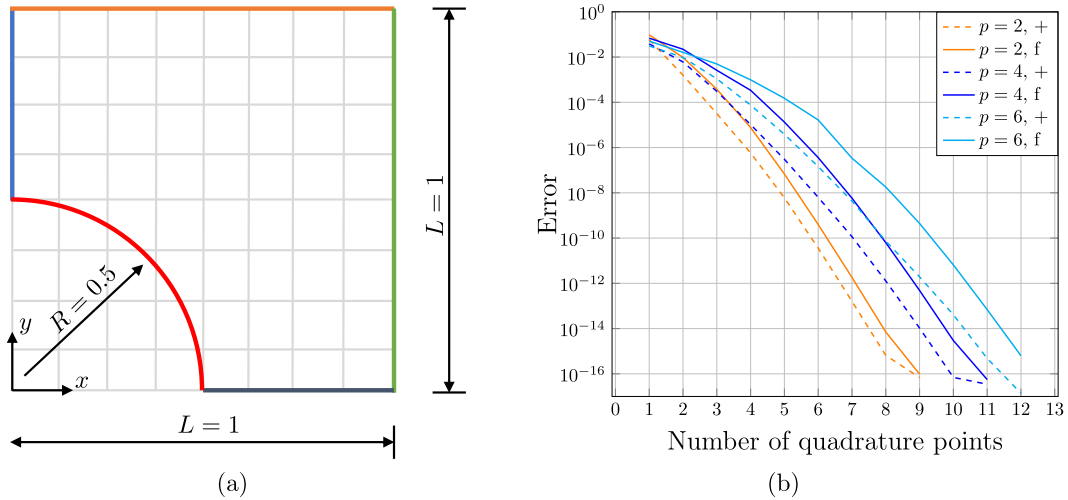 R = 0.5
y
x
L = 1
L = 1
(a)
10^0
10^-2
10^-4
10^-6
10^-8
10^-10
10^-12
10^-14
10^-16
Error
0 1 2 3 4 5 6 7 8 9 10 11 12 13
Number of quadrature points
p = 2, +
p = 2, f
p = 4, +
p = 4, f
p = 6, +
p = 6, f
(b)